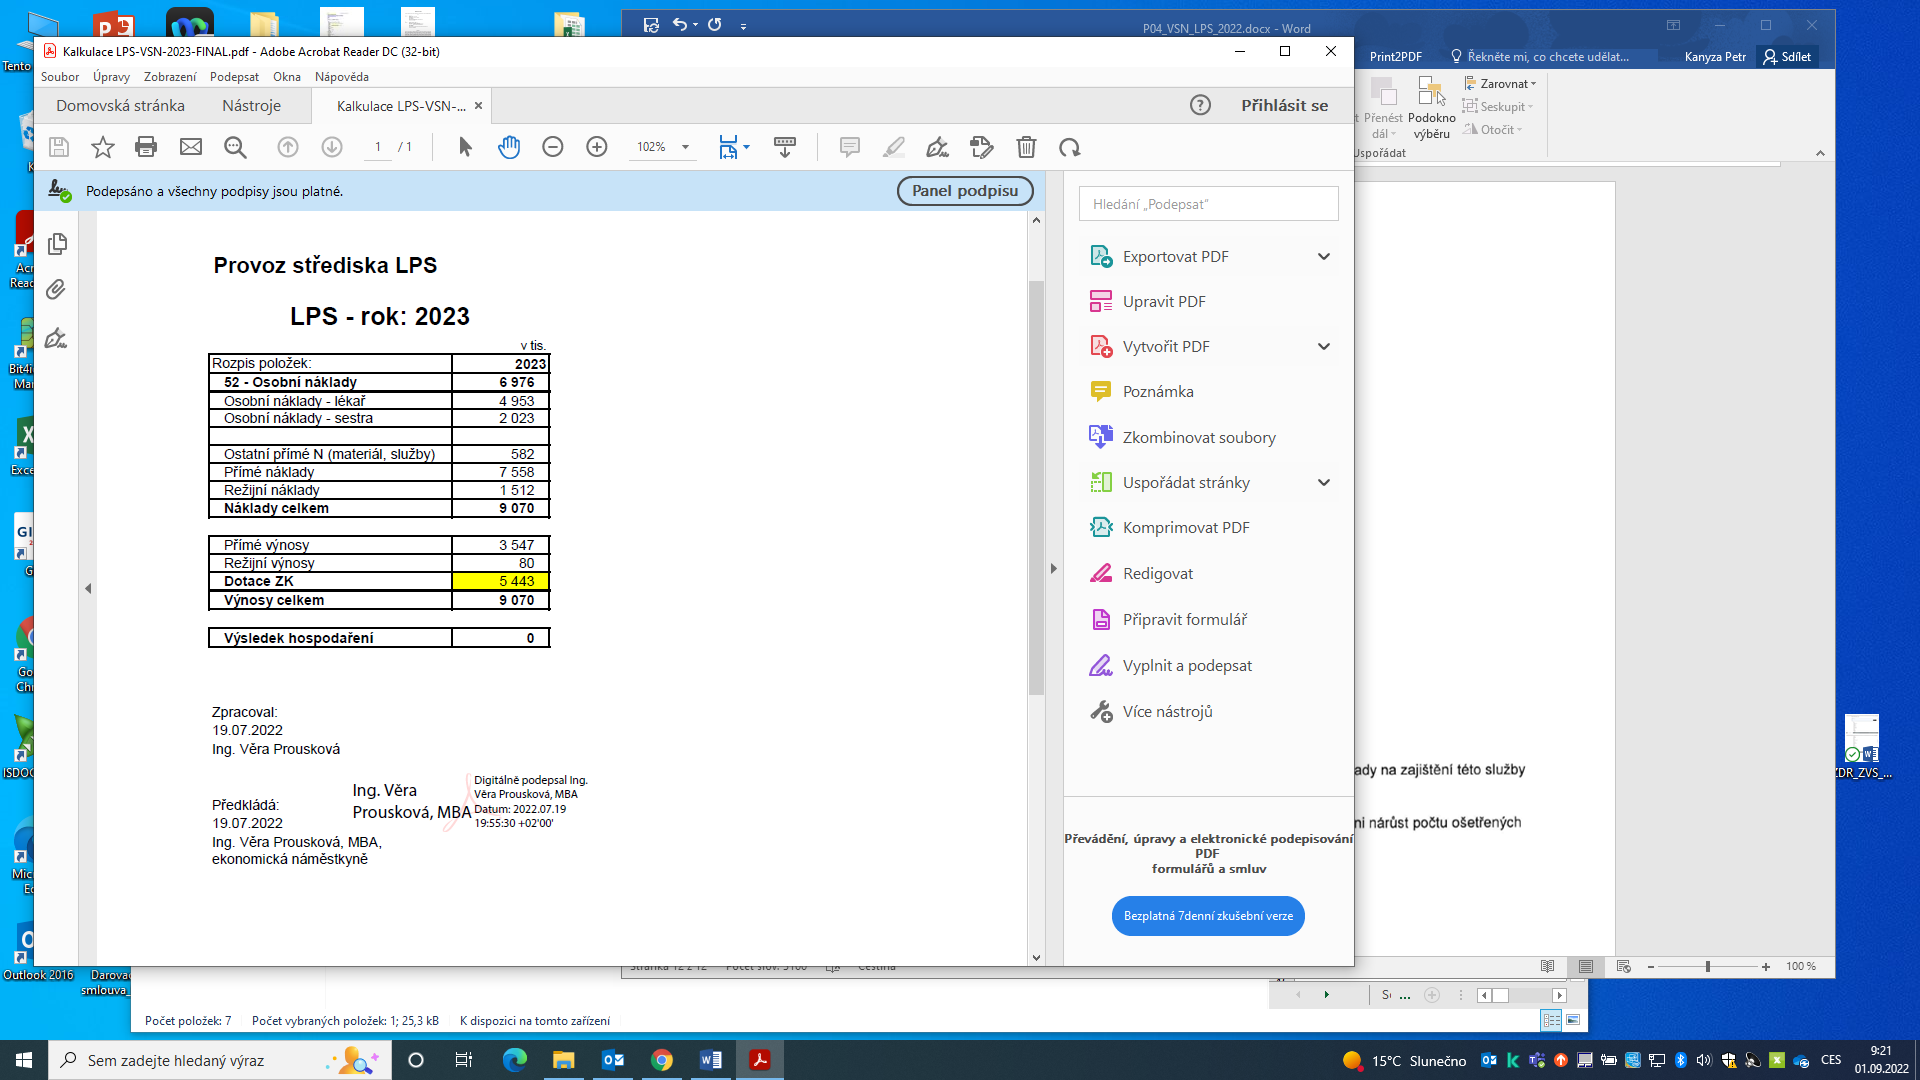 P04_VSN_LPS_2022.docx - Word
Kalkulace LPS-VSN-2023-FINAL.pdf - Adobe Acrobat Reader DC (32-bit)
Print2PDF
Řekněte mi, co chcete udělat...
Kanyza Petr
Sdílet
Soubor Úpravy Zobrazení Podepsat Okna Nápověda
Domovská stránka
Nástroje
Kalkulace LPS-VSN-...
Přihlásit se
Zarovnat
Seskupit
Otočit
Přenést
dál
Podokno
výběru
Uspořádat
1 / 1
102%
Podepsáno a všechny podpisy jsou platné.
Panel podpisu
Hledání „Podepsat“
Provoz střediska LPS
LPS - rok: 2023
v tis.
Rozpis položek: 2023
52 - Osobní náklady 6 976
Osobní náklady - lékař 4 953
Osobní náklady - sestra 2 023
Ostatní přímé N (materiál, služby) 582
Přímé náklady 7 558
Režijní náklady 1 512
Náklady celkem 9 070
Přímé výnosy 3 547
Režijní výnosy 80
Dotace ZK 5 443
Výnosy celkem 9 070
Výsledek hospodaření 0
Zpracoval:
19.07.2022
Ing. Věra Prousková
Ing. Věra
Prousková, MBA
Digitálně podepsal Ing.
Věra Prousková, MBA
Datum: 2022.07.19
19:55:30 +02'00'
Předkládá:
19.07.2022
Ing. Věra Prousková, MBA,
ekonomická náměstkyně
Exportovat PDF
Upravit PDF
Vytvořit PDF
Poznámka
Zkombinovat soubory
Uspořádat stránky
Komprimovat PDF
Redigovat
Připravit formulář
Vyplnit a podepsat
Více nástrojů
Převádění, úpravy a elektronické podepisování
PDF
formulářů a smluv
Bezplatná 7denní zkušební verze
ady na zajištění této služby
ni nárůst počtu ošetřených
100 %
Tento
Outlook 2016
Darovac
smlouva_
ZDR_ZVS_...
Počet položek: 7 Počet vybraných položek: 1; 25,3 kB K dispozici na tomto zařízení
Sem zadejte hledaný výraz
15°C Slunečno
CES
9:21
01.09.2022